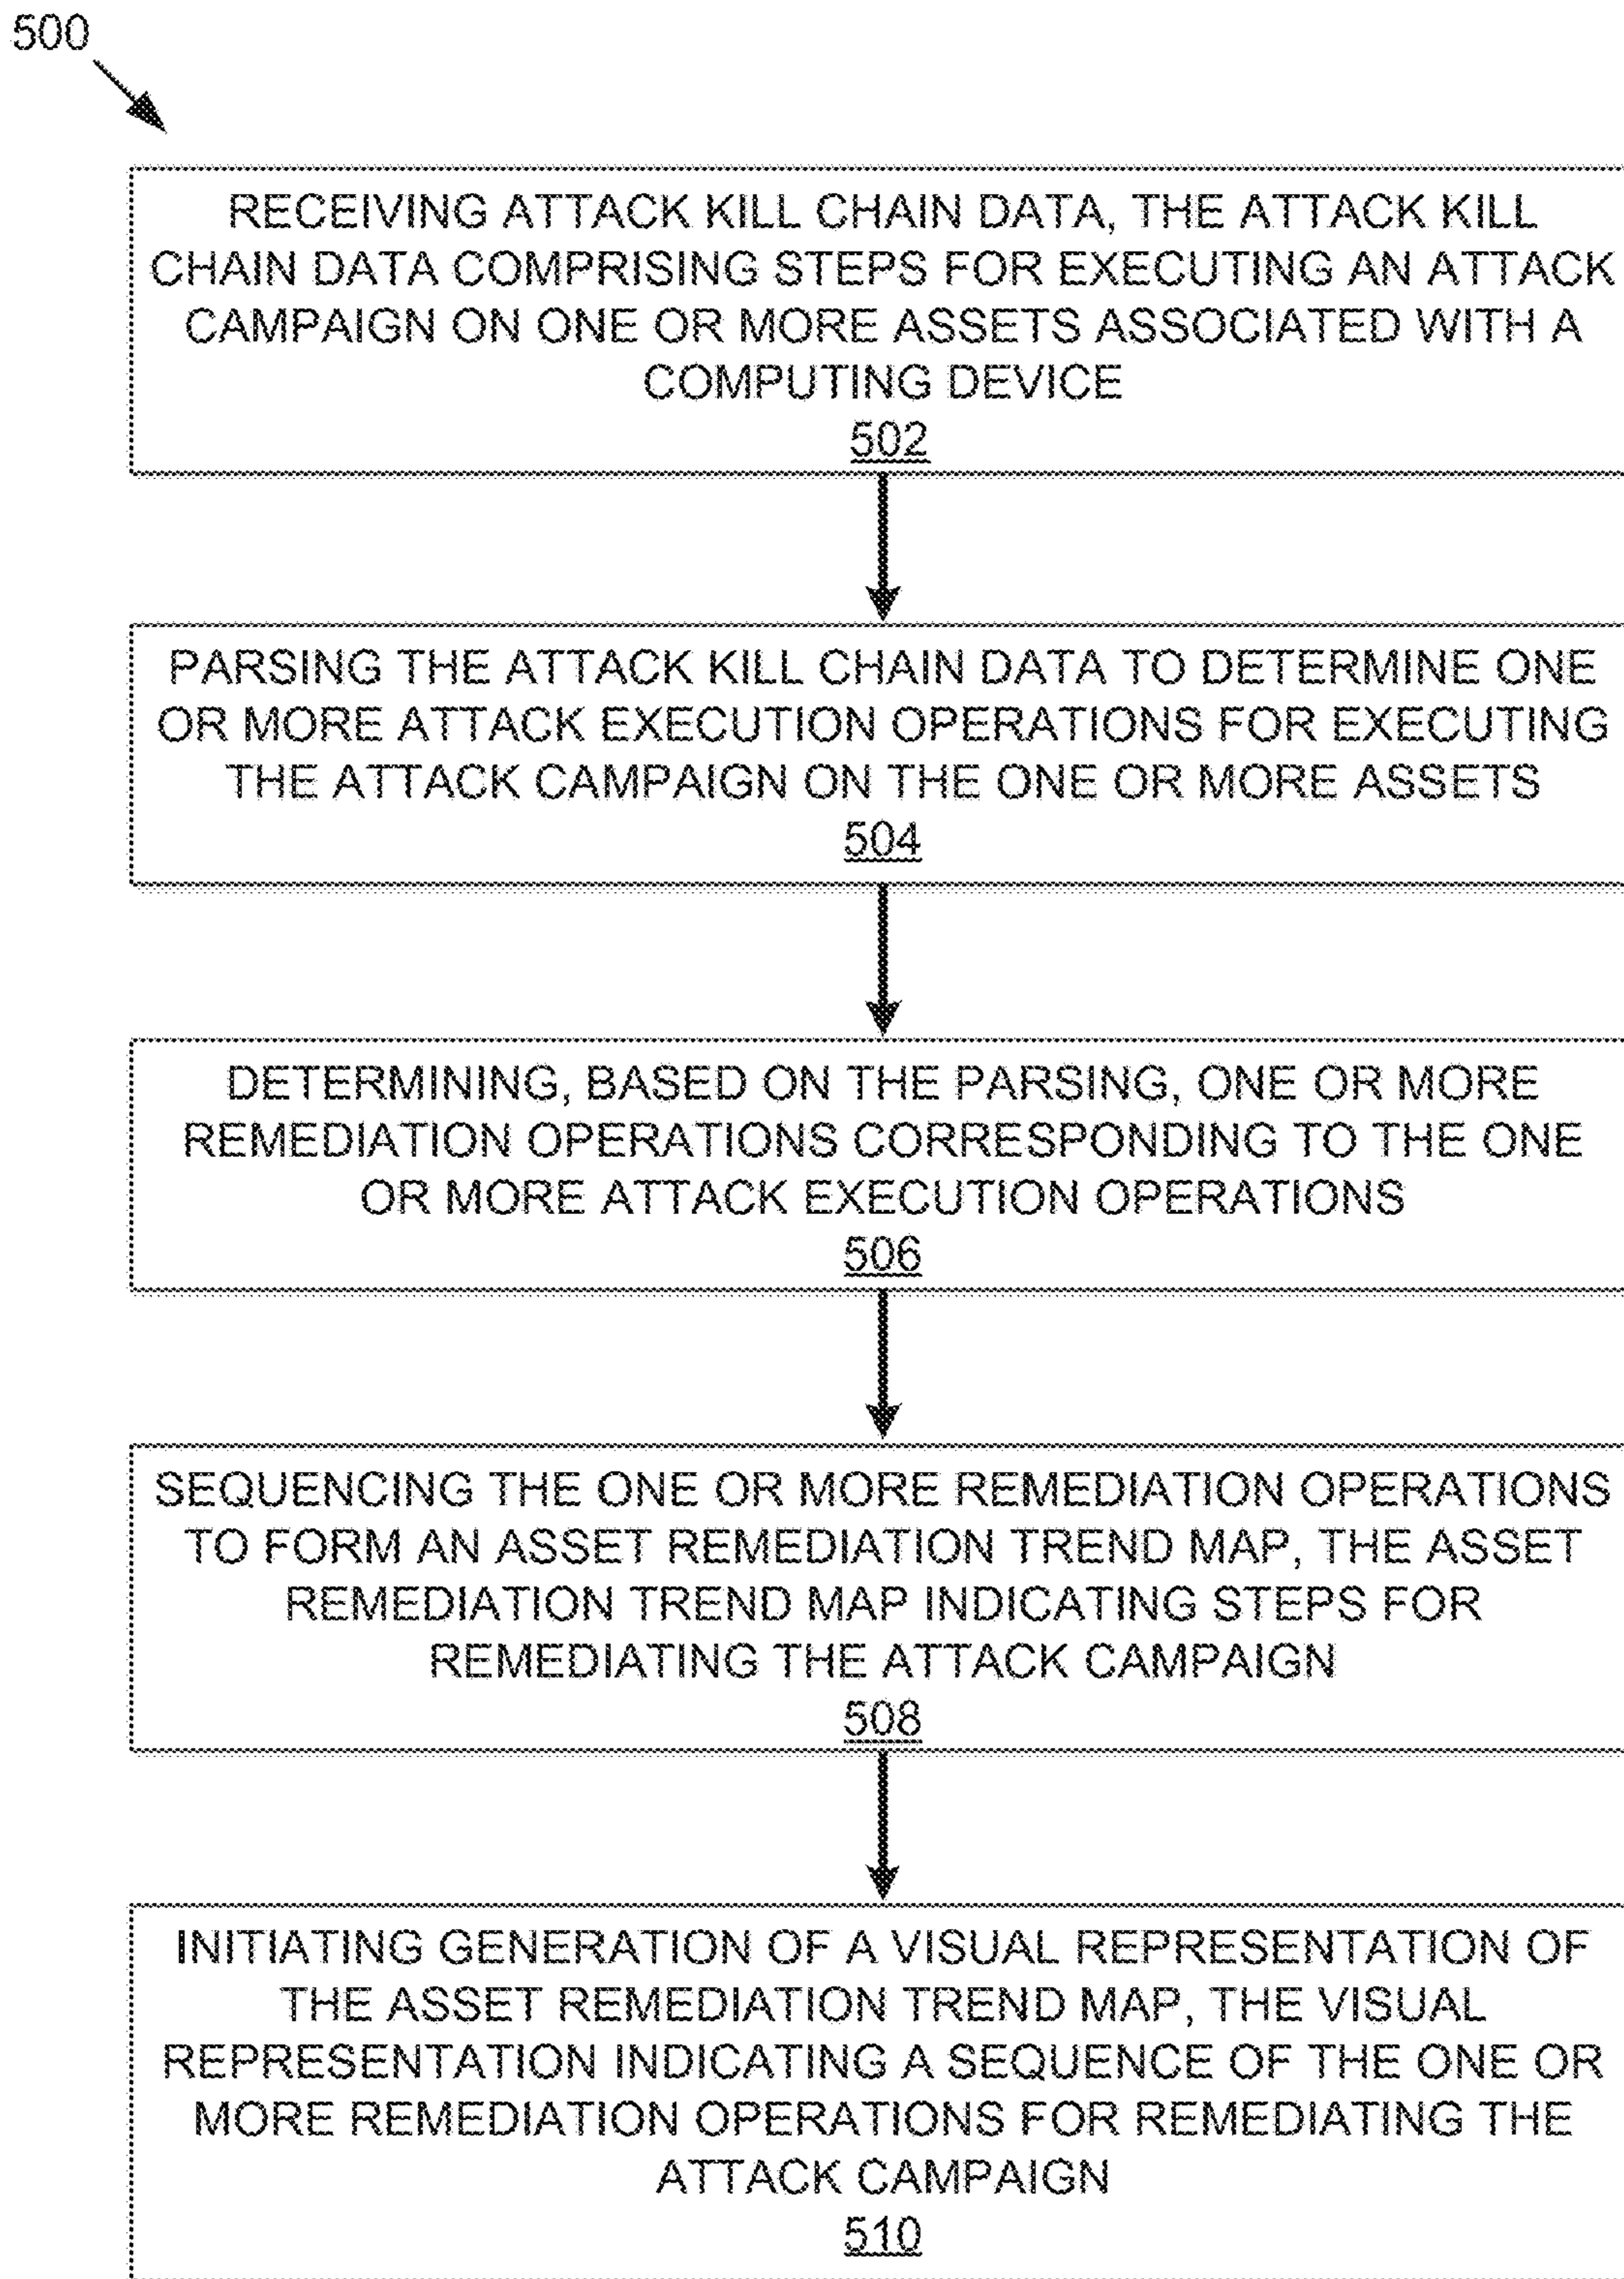 500
RECEIVING ATTACK KILL CHAIN DATA, THE ATTACK KILL
CHAIN DATA COMPRISING STEPS FOR EXECUTING AN ATTACK
CAMPAIGN ON ONE OR MORE ASSETS ASSOCIATED WITH A
COMPUTING DEVICE
502
PARSING THE ATTACK KILL CHAIN DATA TO DETERMINE ONE
OR MORE ATTACK EXECUTION OPERATIONS FOR EXECUTING
THE ATTACK CAMPAIGN ON THE ONE OR MORE ASSETS
504
DETERMINING, BASED ON THE PARSING, ONE OR MORE
REMEDIATION OPERATIONS CORRESPONDING TO THE ONE
OR MORE ATTACK EXECUTION OPERATIONS
506
SEQUENCING THE ONE OR MORE REMEDIATION OPERATIONS
TO FORM AN ASSET REMEDIATION TREND MAP, THE ASSET
REMEDIATION TREND MAP INDICATING STEPS FOR
REMEDIATING THE ATTACK CAMPAIGN
508
INITIATING GENERATION OF A VISUAL REPRESENTATION OF
THE ASSET REMEDIATION TREND MAP, THE VISUAL
REPRESENTATION INDICATING A SEQUENCE OF THE ONE OR
MORE REMEDIATION OPERATIONS FOR REMEDIATING THE
ATTACK CAMPAIGN
510